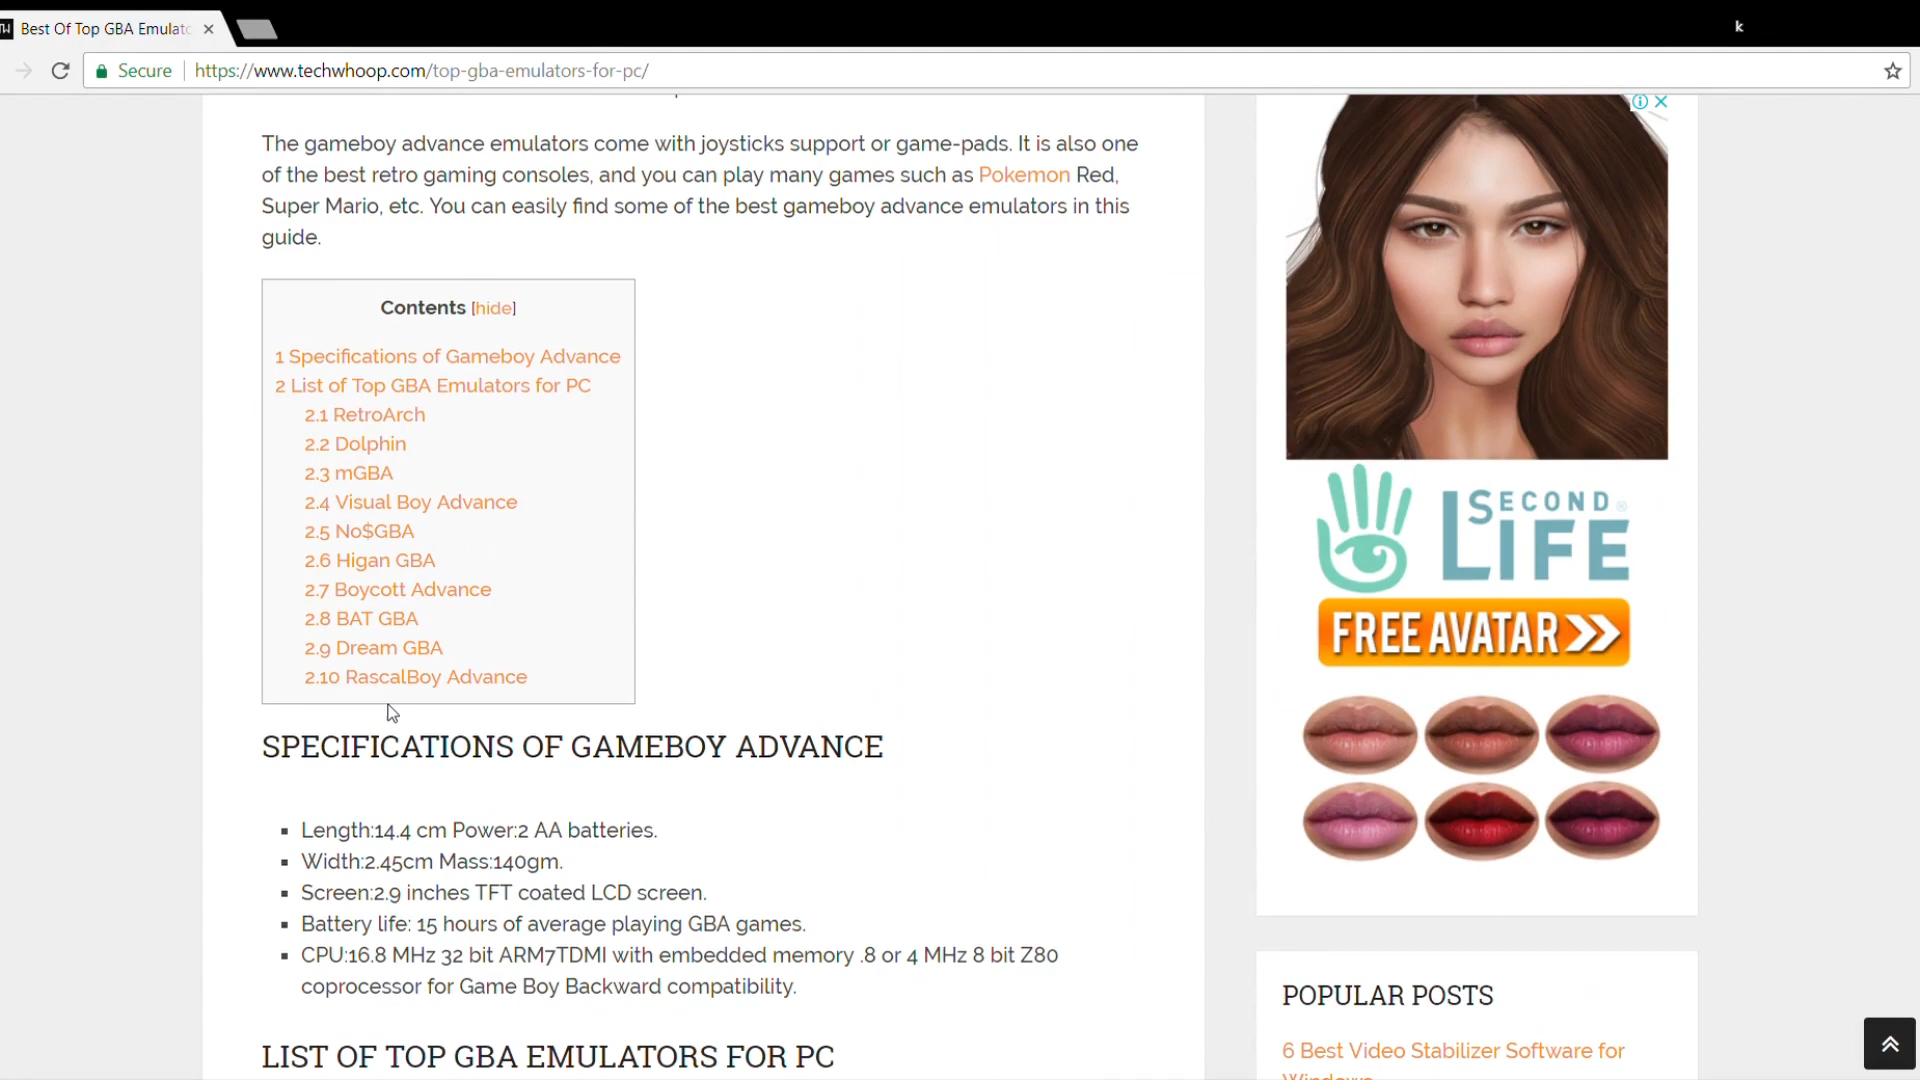 Best Of Top GBA Emulato
k
Secure https://www.techwhoop.com/top-gba-emulators-for-pc/
The gameboy advance emulators come with joysticks support or game-pads. It is also one
of the best retro gaming consoles, and you can play many games such as Pokemon Red,
Super Mario, etc. You can easily find some of the best gameboy advance emulators in this
guide.
Contents [hide]
1 Specifications of Gameboy Advance
2 List of Top GBA Emulators for PC
2.1 RetroArch
2.2 Dolphin
2.3 mGBA
2.4 Visual Boy Advance
2.5 No$GBA
2.6 Higan GBA
2.7 Boycott Advance
2.8 BAT GBA
2.9 Dream GBA
2.10 RascalBoy Advance
SPECIFICATIONS OF GAMEBOY ADVANCE
Length:14.4 cm Power:2 AA batteries.
Width:2.45cm Mass:140gm.
Screen:2.9 inches TFT coated LCD screen.
Battery life: 15 hours of average playing GBA games.
CPU:16.8 MHz 32 bit ARM7TDMI with embedded memory .8 or 4 MHz 8 bit Z80
coprocessor for Game Boy Backward compatibility.
LIST OF TOP GBA EMULATORS FOR PC
SECOND
LIFE
FREE AVATAR
POPULAR POSTS
6 Best Video Stabilizer Software for